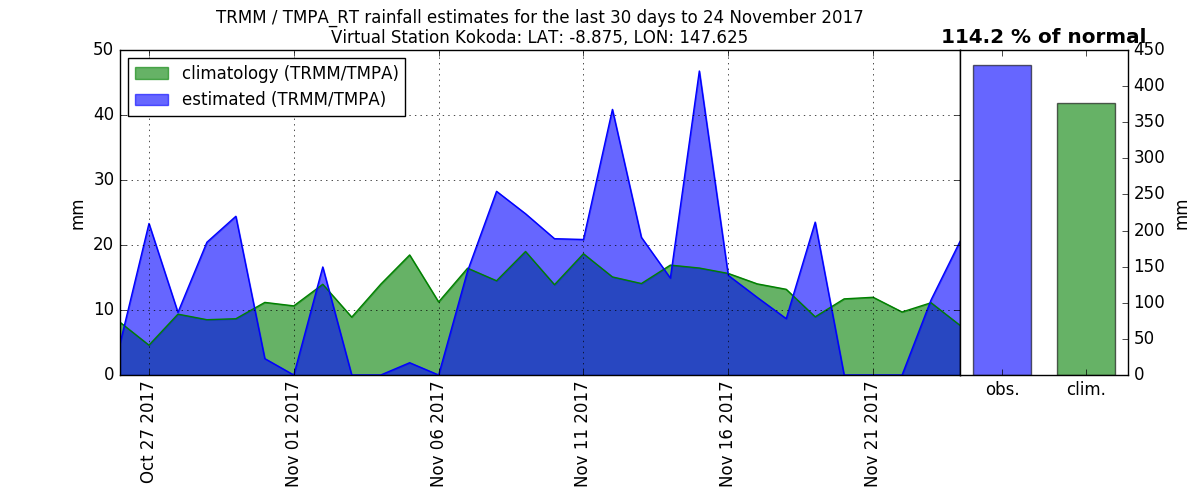 TRMM / TMPA_RT rainfall estimates for the last 30 days to 24 November 2017
Virtual Station Kokoda: LAT: -8.875, LON: 147.625
114.2 % of normal
climatology (TRMM/TMPA)
estimated (TRMM/TMPA)
50
40
30
20
10
0
mm
Oct 27 2017
Nov 01 2017
Nov 06 2017
Nov 11 2017
Nov 16 2017
Nov 21 2017
obs.
clim.
450
400
350
300
250
200
150
100
50
0
mm